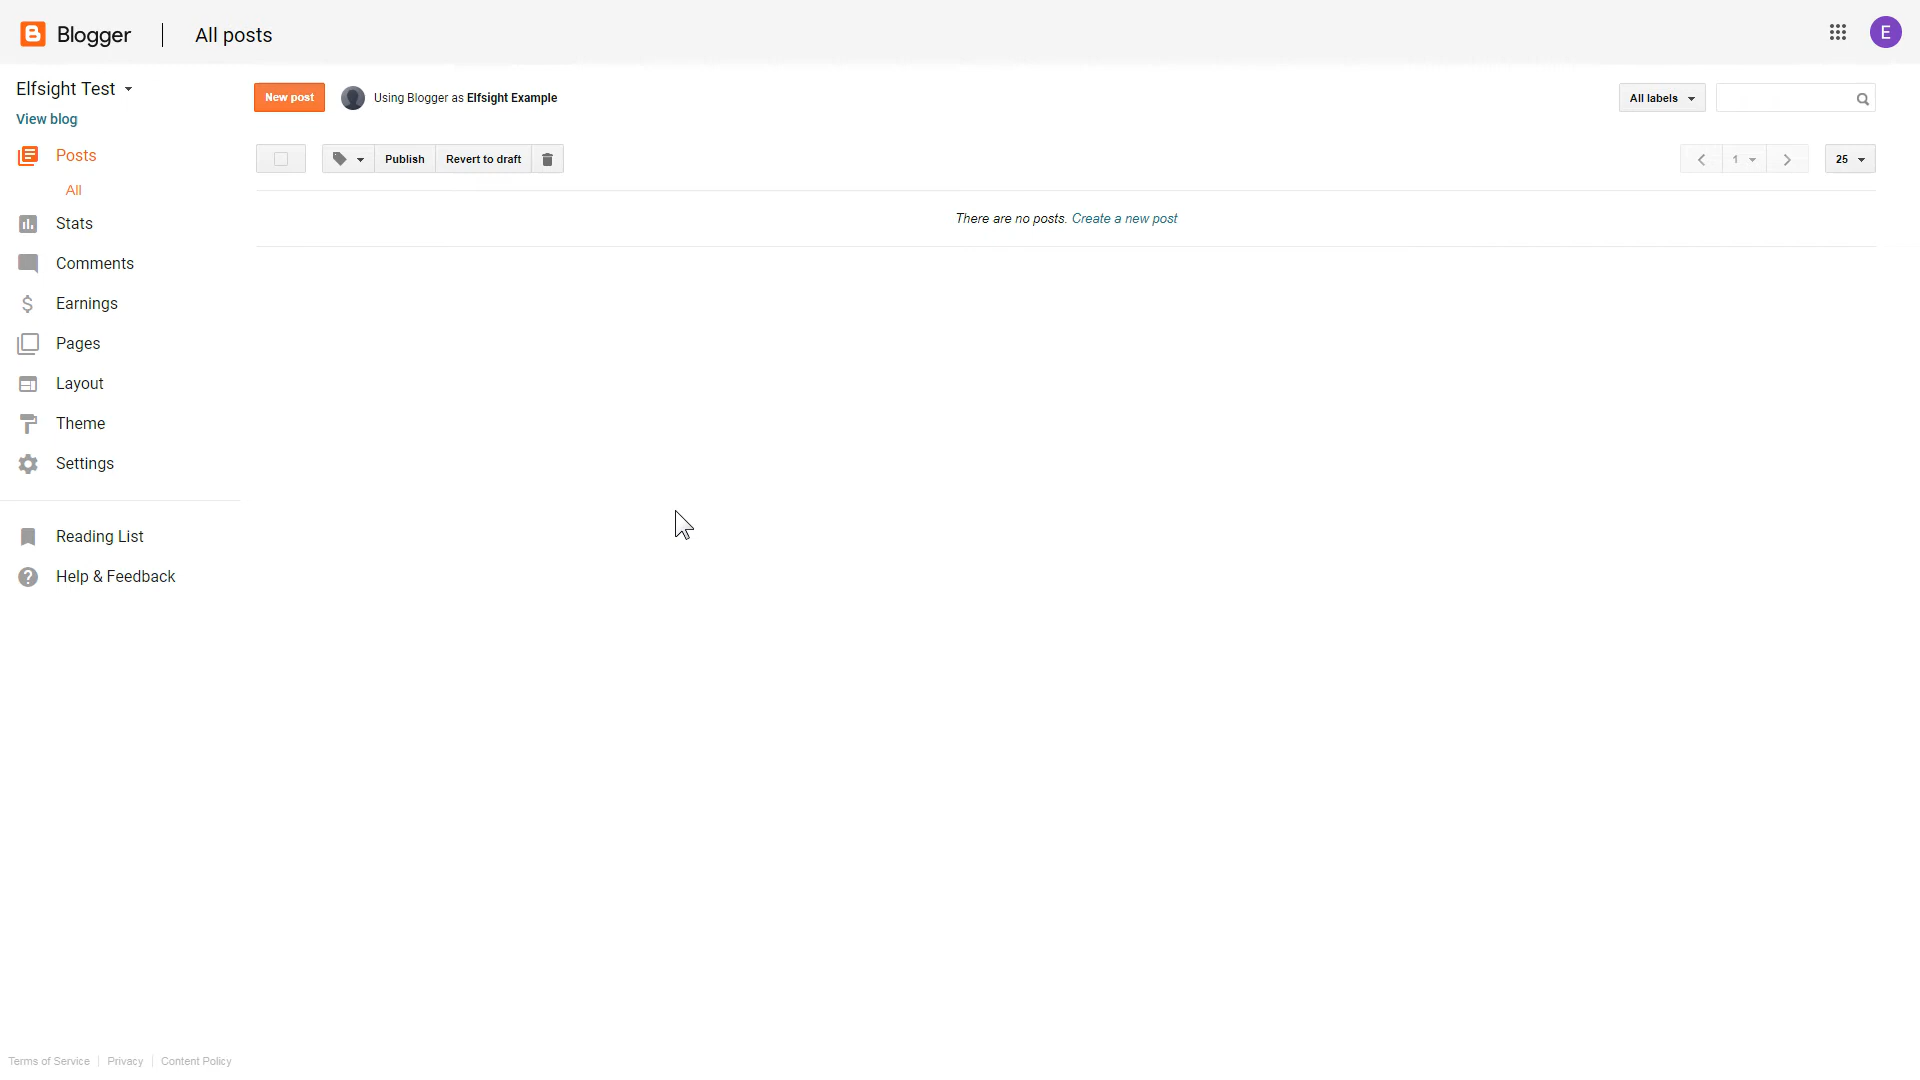 Blogger | All posts
E
Elfsight Test
View blog
New post
Using Blogger as Elfsight Example
All labels
Posts
All
Publish
Revert to draft
1
25
There are no posts. Create a new post
Stats
Comments
Earnings
Pages
Layout
Theme
Settings
Reading List
Help & Feedback
Terms of Service | Privacy | Content Policy